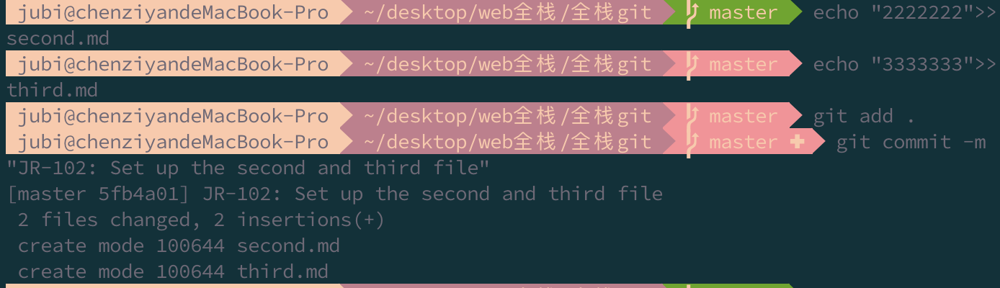 jubi@chenziyandeMacBook-Pro ~/desktop/web全栈/全栈git master echo "2222222">>
second.md
jubi@chenziyandeMacBook-Pro ~/desktop/web全栈/全栈git master echo "3333333">>
third.md
jubi@chenziyandeMacBook-Pro ~/desktop/web全栈/全栈git master git add .
jubi@chenziyandeMacBook-Pro ~/desktop/web全栈/全栈git master ✚ git commit -m
"JR-102: Set up the second and third file"
[master 5fb4a01] JR-102: Set up the second and third file
 2 files changed, 2 insertions(+)
 create mode 100644 second.md
 create mode 100644 third.md